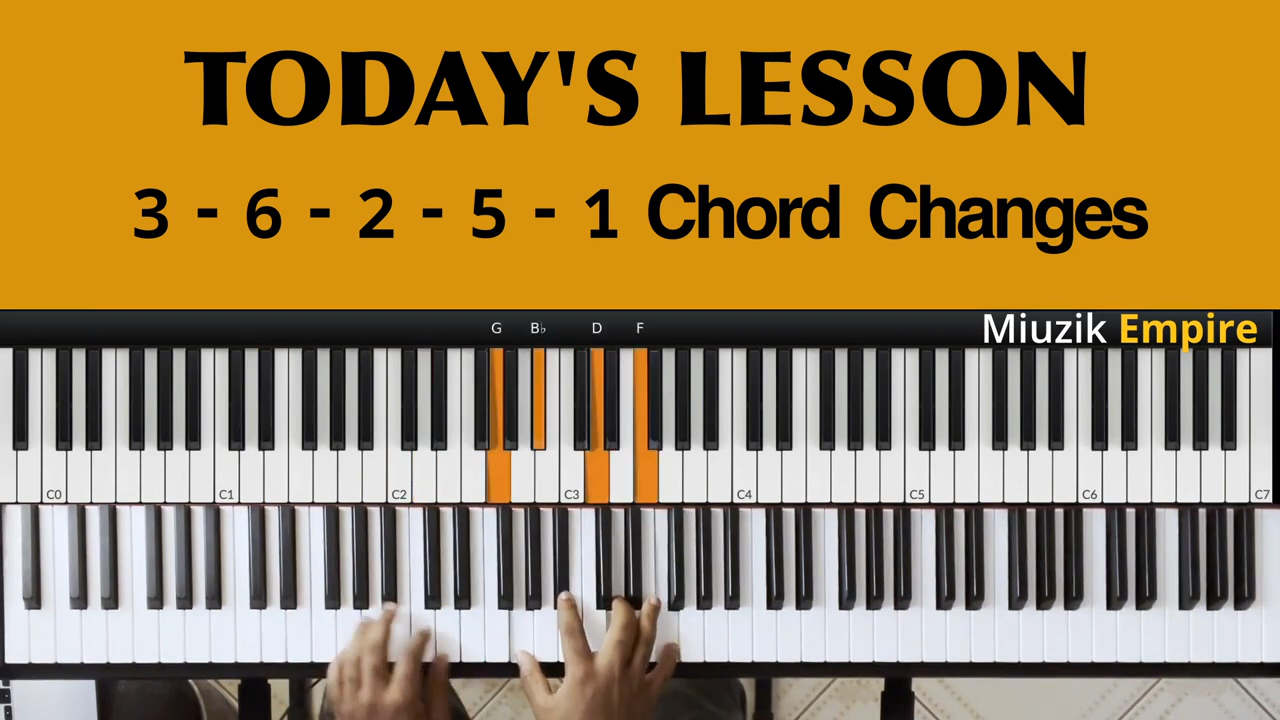 TODAY'S LESSON
3 - 6 - 2 - 5 - 1 Chord Changes
G B♭ D F Miuzik Empire
C0 C1 C2 C3 C4 C5 C6 C7